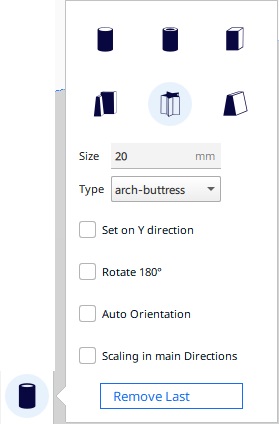 Size 20 mm
Type arch-buttress
Set on Y direction
Rotate 180°
Auto Orientation
Scaling in main Directions
Remove Last